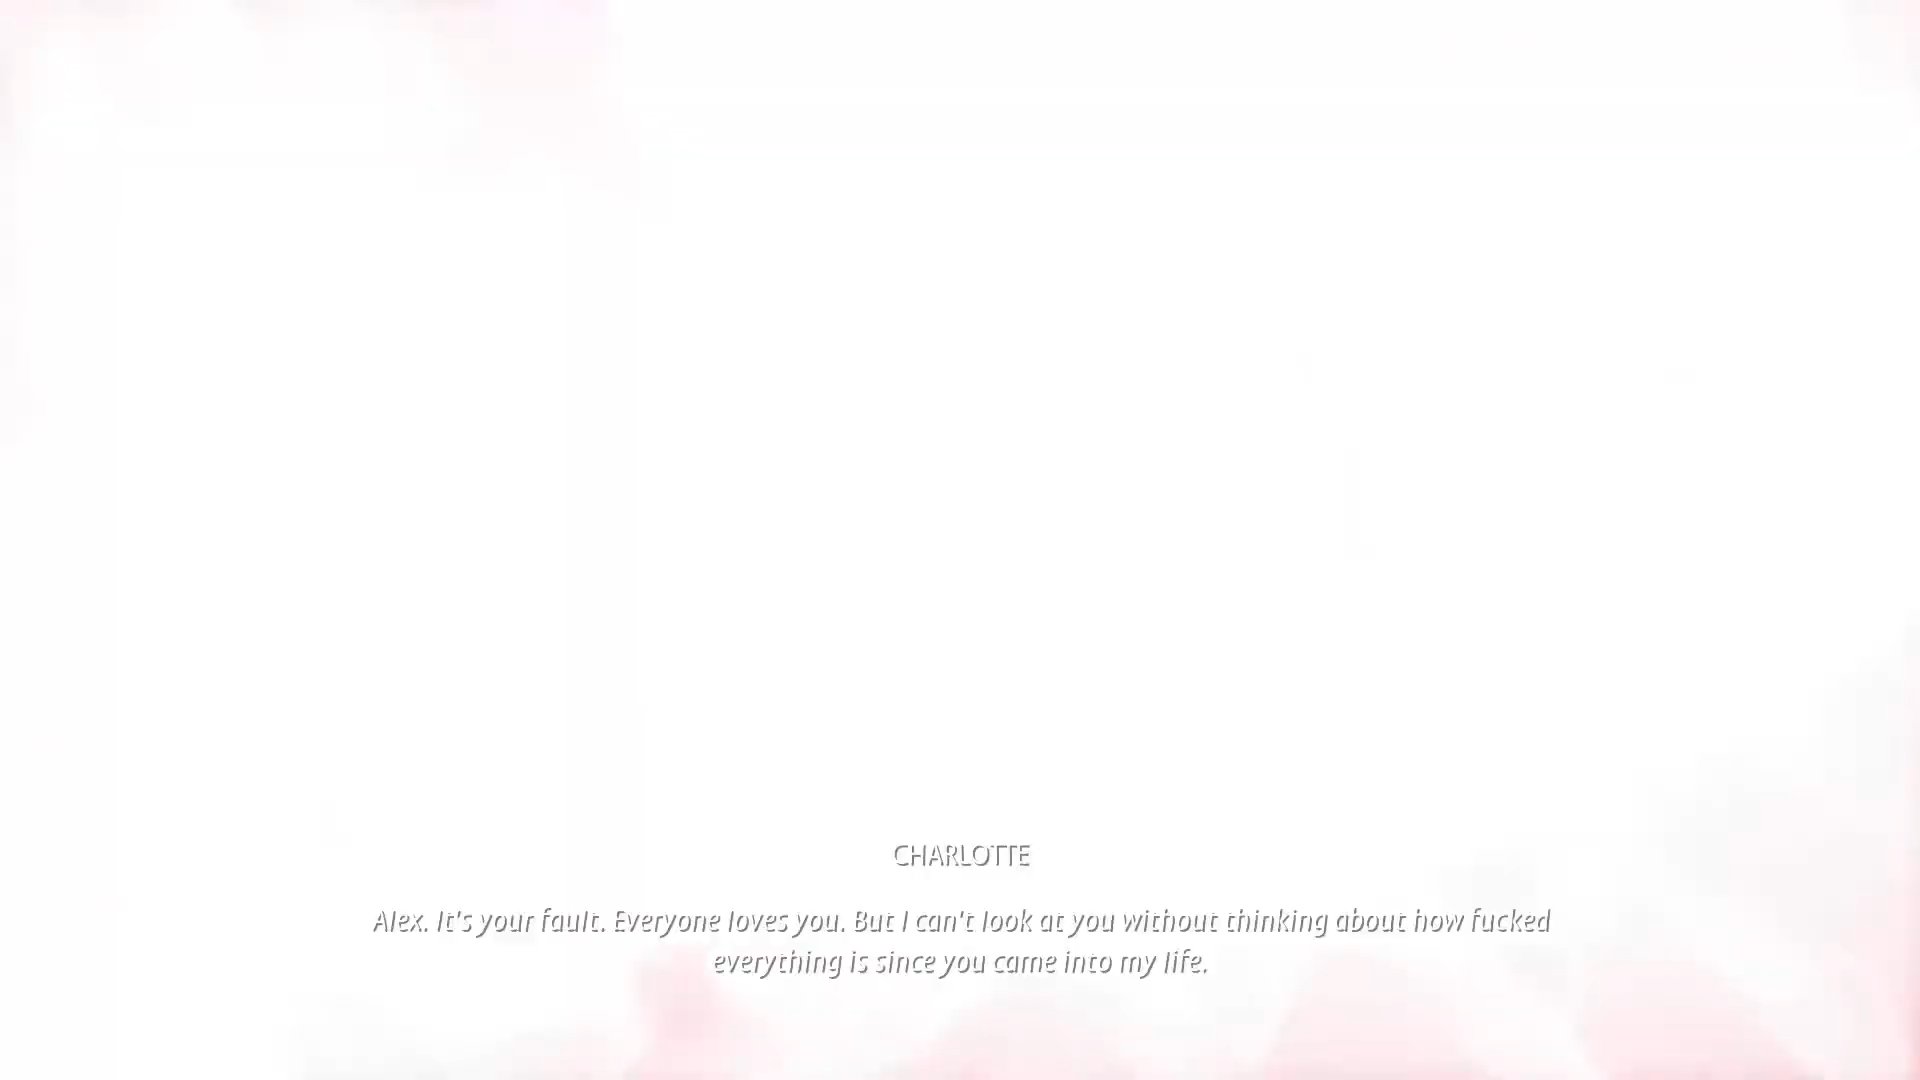 CHARLOTTE
Alex. It's your fault. Everyone loves you. But I can't look at you without thinking about how fucked
everything is since you came into my life.